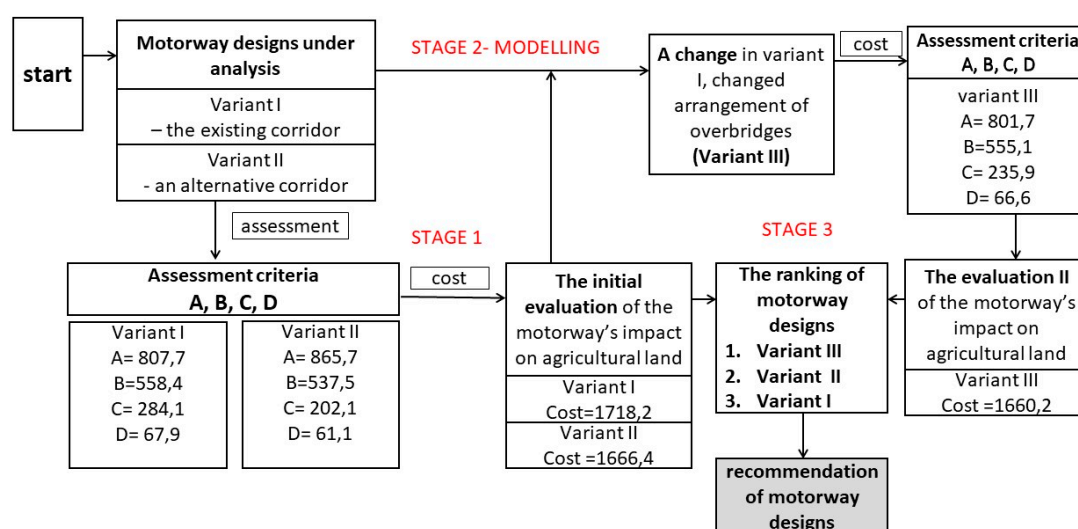 start
Motorway designs under
analysis
Variant I
– the existing corridor
Variant II
- an alternative corridor
assessment
Assessment criteria
A, B, C, D
Variant I
A= 807,7
B=558,4
C= 284,1
D= 67,9
Variant II
A= 865,7
B=537,5
C= 202,1
D= 61,1
STAGE 1
cost
The initial
evaluation of the
motorway's impact
on agricultural land
Variant I
Cost=1718,2
Variant II
Cost =1666,4
STAGE 2- MODELLING
A change in variant
I, changed
arrangement of
overbridges
(Variant III)
cost
Assessment criteria
A, B, C, D
variant III
A= 801,7
B=555,1
C= 235,9
D= 66,6
The evaluation II
of the motorway's
impact on
agricultural land
Variant III
Cost =1660,2
STAGE 3
The ranking of
motorway
designs
1. Variant III
2. Variant II
3. Variant I
recommendation
of motorway
designs